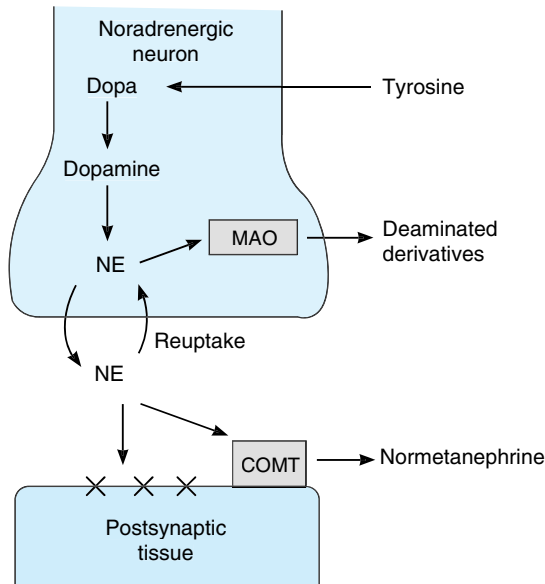 Noradrenergic
neuron
Dopa
Tyrosine
Dopamine
NE
MAO
Deaminated
derivatives
Reuptake
NE
COMT
Normetanephrine
Postsynaptic
tissue